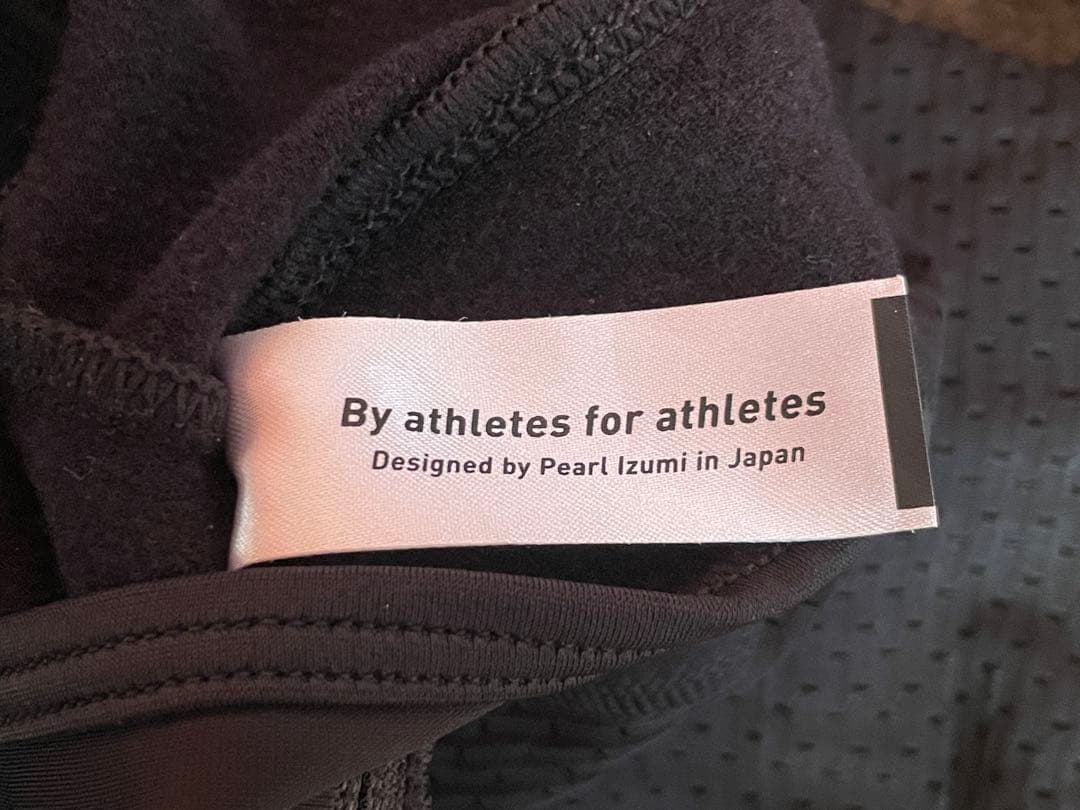 By athletes for athletes
Designed by Pearl Izumi in Japan